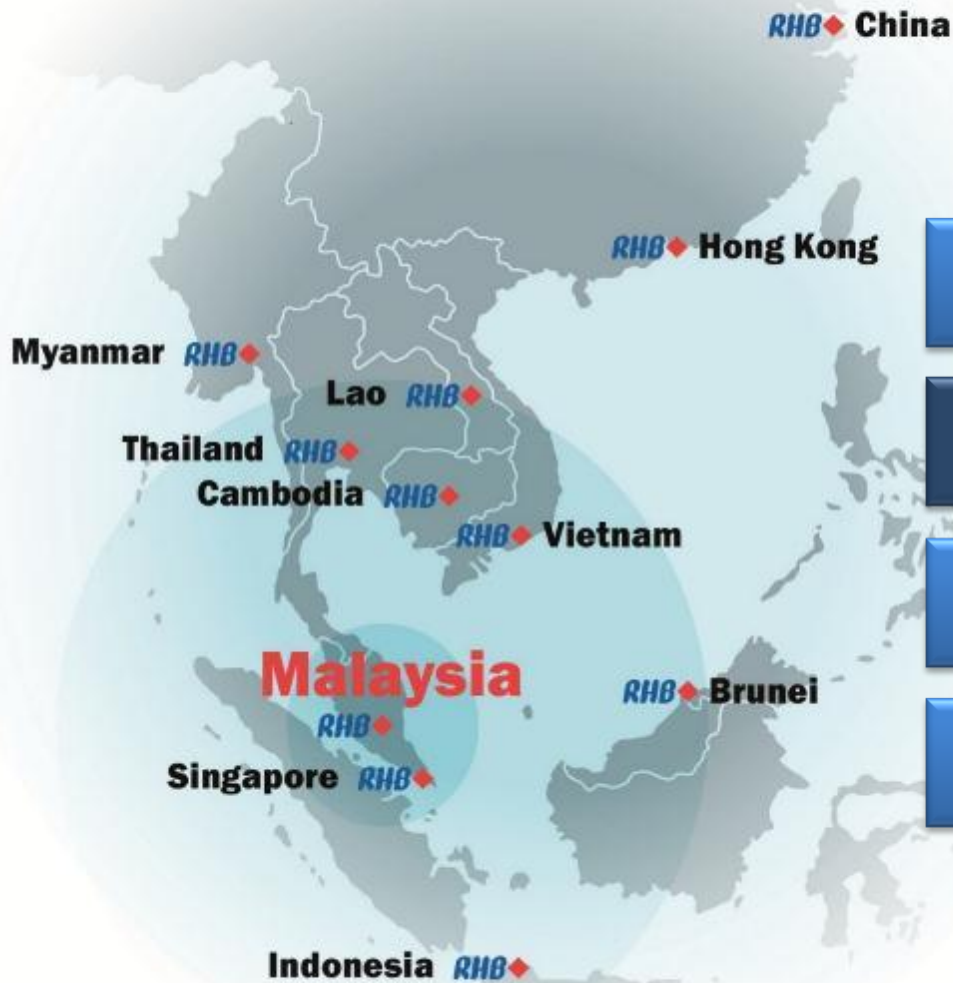 RHB China
RHB Hong Kong
Myanmar RHB
Lao RHB
Thailand RHB
Cambodia RHB
RHB Vietnam
Malaysia
RHB
RHB Brunei
Singapore RHB
Indonesia RHB